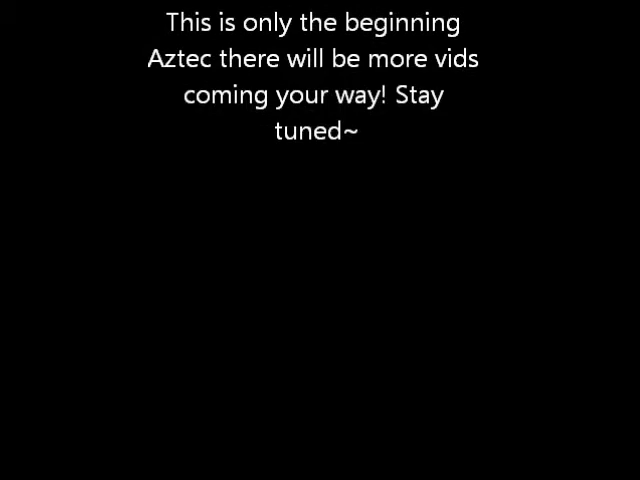 This is only the beginning
Aztec there will be more vids
coming your way! Stay
tuned~